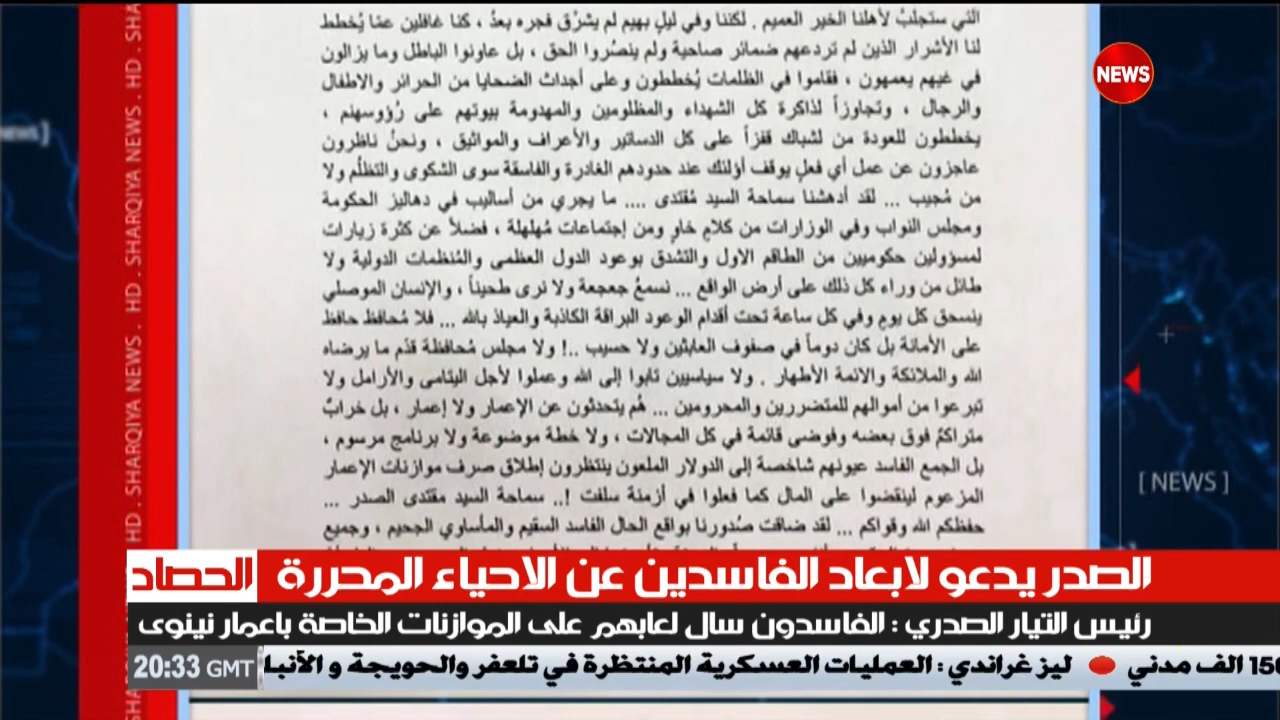 التي ستجلبُ لأهلنا الخير العميم . لكننا وفي ليلٍ بهيم لم يشرُق فجره بعدُ ، كنا غافلين عمّا يُخطط
لنا الأشرار الذين لم تردعهم ضمائر صاحية ولم ينصُروا الحق ، بل عاونوا الباطل وما يزالون
في غيهم يعمهون ، فقاموا في الظلمات يُخططون وعلى أجداث الضحايا من الحرائر والاطفال
والرجال ، وتجاوزاً لذاكرة كل الشهداء والمظلومين والمهدومة بيوتهم على رُؤوسهنم ،
يخططون للعودة من لشباك قفزاً على كل الدساتير والأعراف والمواثيق ، ونحنُ ناظرون
عاجزون عن عمل أي فعلٍ يوقف أؤلئك عند حدودهم الغادرة والفاسقة سوى الشكوى والتظلُم ولا
من مُجيب ... لقد أدهشنا سماحة السيد مُقتدى .... ما يجري من أساليب في دهاليز الحكومة
ومجلس النواب وفي الوزارات من كلامٍ خاوٍ ومن إجتماعات مُهلهلة ، فضلاً عن كثرة زيارات
لمسؤولين حكوميين من الطاقم الاول والتشدق بوعود الدول العظمى والمُنظمات الدولية ولا
طائل من وراء كل ذلك على أرض الواقع ... نسمعُ جعجعة ولا نرى طحيناً ، والإنسان الموصلي
ينسحق كل يومٍ وفي كل ساعة تحت أقدام الوعود البراقة الكاذبة والعياذ بالله ... فلا مُحافظ حافظ
على الأمانة بل كان دوماً في صفوف العابثين ولا حسيب ..! ولا مجلس مُحافظة قدّم ما يرضاه
الله والملائكة والائمة الأطهار . ولا سياسيين تابوا إلى الله وعملوا لأجل اليتامى والأرامل ولا
تبرعوا من أموالهم للمتضررين والمحرومين ... هُم يتحدثون عن الإعمار ولا إعمار ، بل خرابٌ
متراكمٌ فوق بعضه وفوضى قائمة في كل المجالات ، ولا خطة موضوعة ولا برنامج مرسوم ،
بل الجمع الفاسد عيونهم شاخصة إلى الدولار الملعون ينتظرون إطلاق صرف موازنات الإعمار
المزعوم لينقضوا على المال كما فعلوا في أزمنة سلفت !.. سماحة السيد مقتدى الصدر ...
حفظكم الله وقواكم ... لقد ضاقت صُدورنا بواقع الحال الفاسد السقيم والمأساوي الجحيم ، وجميع
NEWS
[ NEWS ]
HD . SHARQIYA NEWS . HD . SHARQIYA NEWS . HD . SHARQIYA NEWS
الصدر يدعو لابعاد الفاسدين عن الاحياء المحررة
الحصاد
رئيس التيار الصدري : الفاسدون سال لعابهم على الموازنات الخاصة باعمار نينوى
150 الف مدني ● ليز غراندي : العمليات العسكرية المنتظرة في تلعفر والحويجة و الأنبا
20:33 GMT